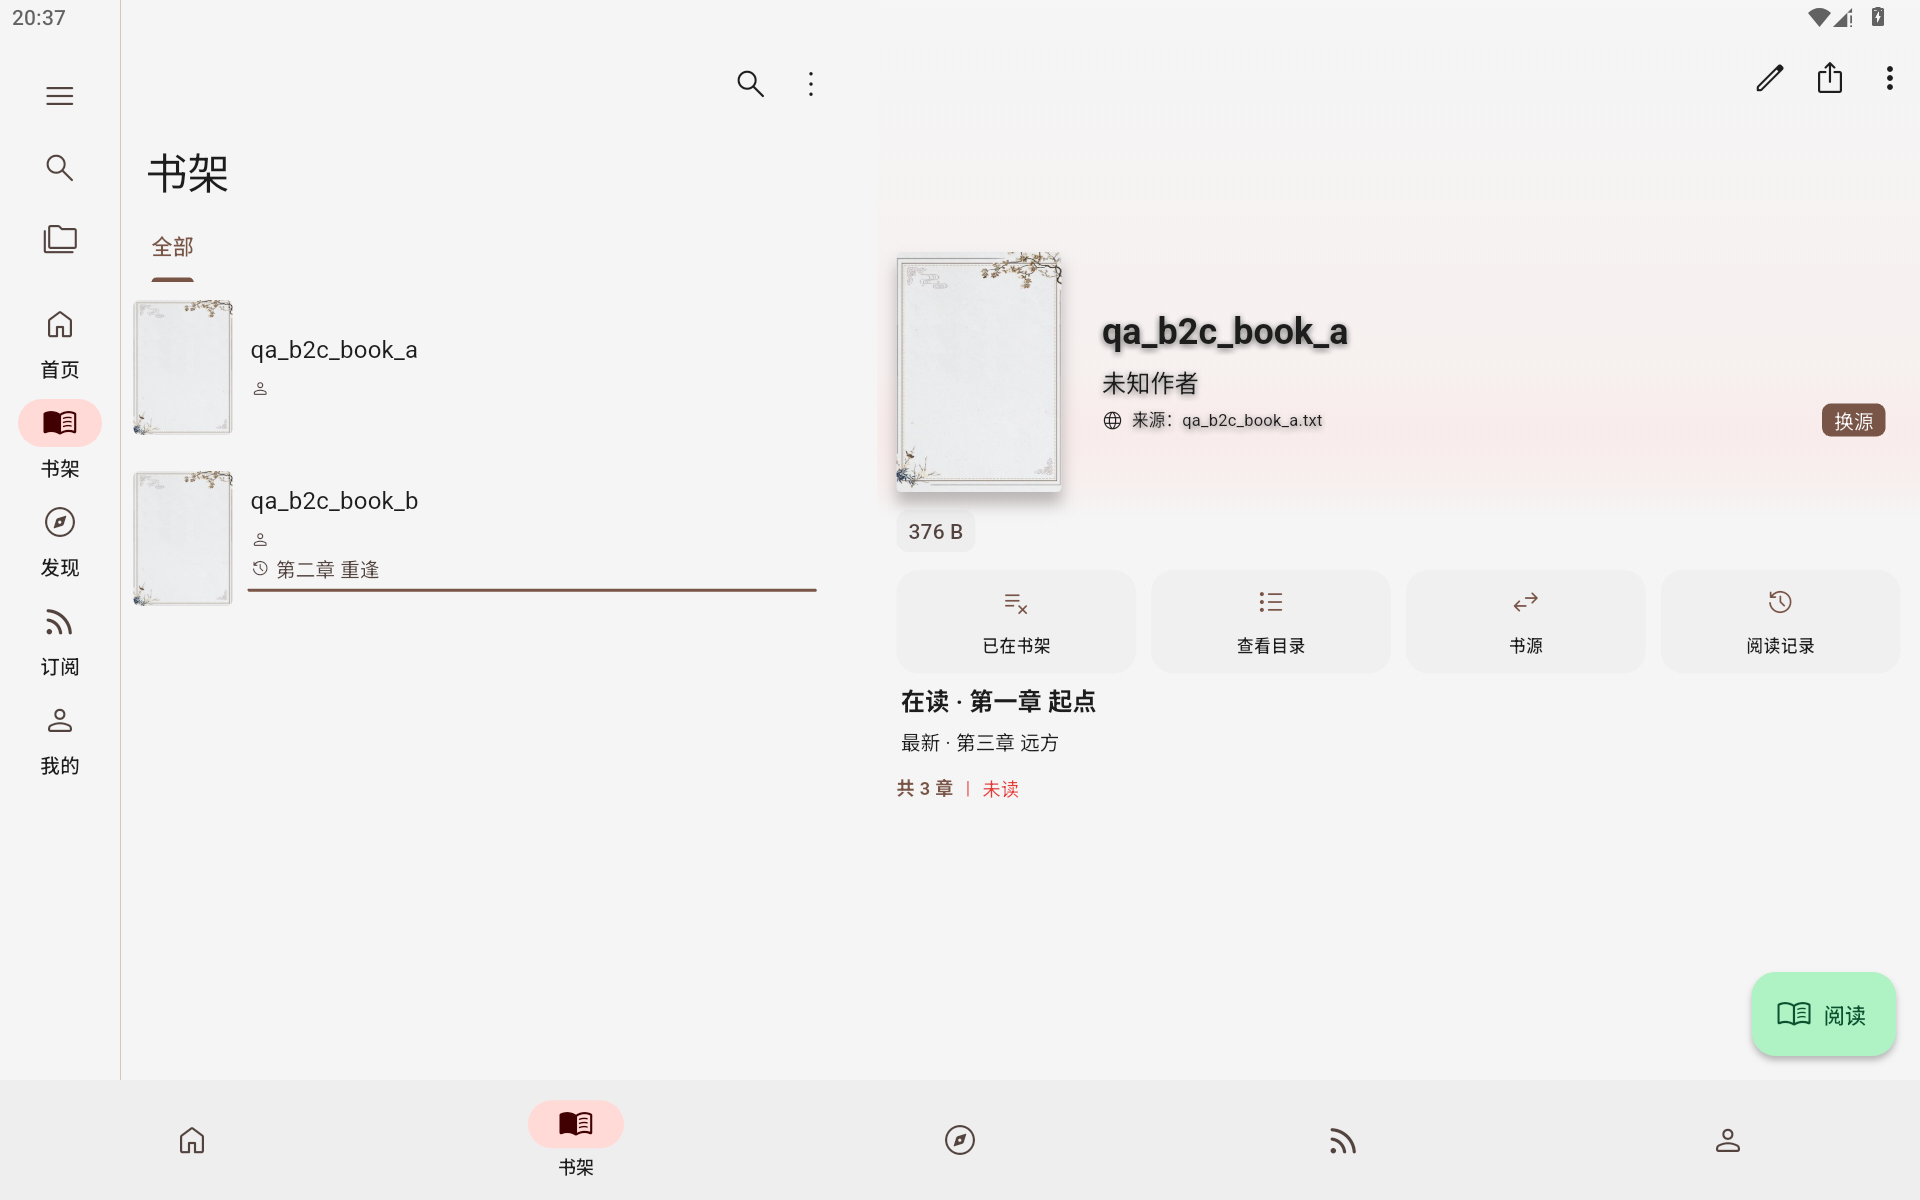 20:37
首页
书架
发现
订阅
我的
书架
全部
qa_b2c_book_a
qa_b2c_book_b
第二章 重逢
qa_b2c_book_a
未知作者
来源：qa_b2c_book_a.txt
换源
376 B
已在书架
查看目录
书源
阅读记录
在读 · 第一章 起点
最新 · 第三章 远方
共 3 章 | 未读
阅读
书架